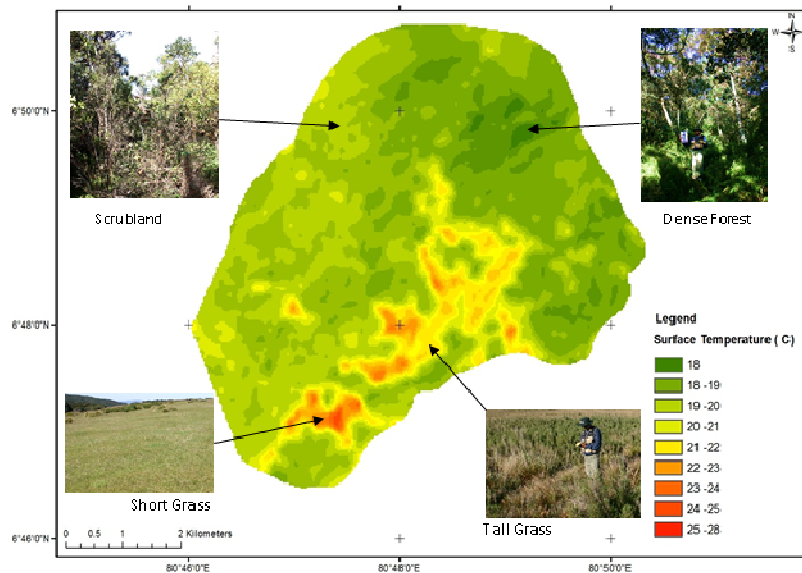 N
W
E
S
6°50'0"N
6°48'0"N
6°46'0"N
Scrubland
Dense Forest
Short Grass
Tall Grass
Legend
Surface Temperature ( C)
18
18 -19
19 -20
20 -21
21 -22
22 -23
23 -24
24 -25
25 -28
0 0.5 1 2 Kilometers
80°46'0"E
80°48'0"E
80°50'0"E